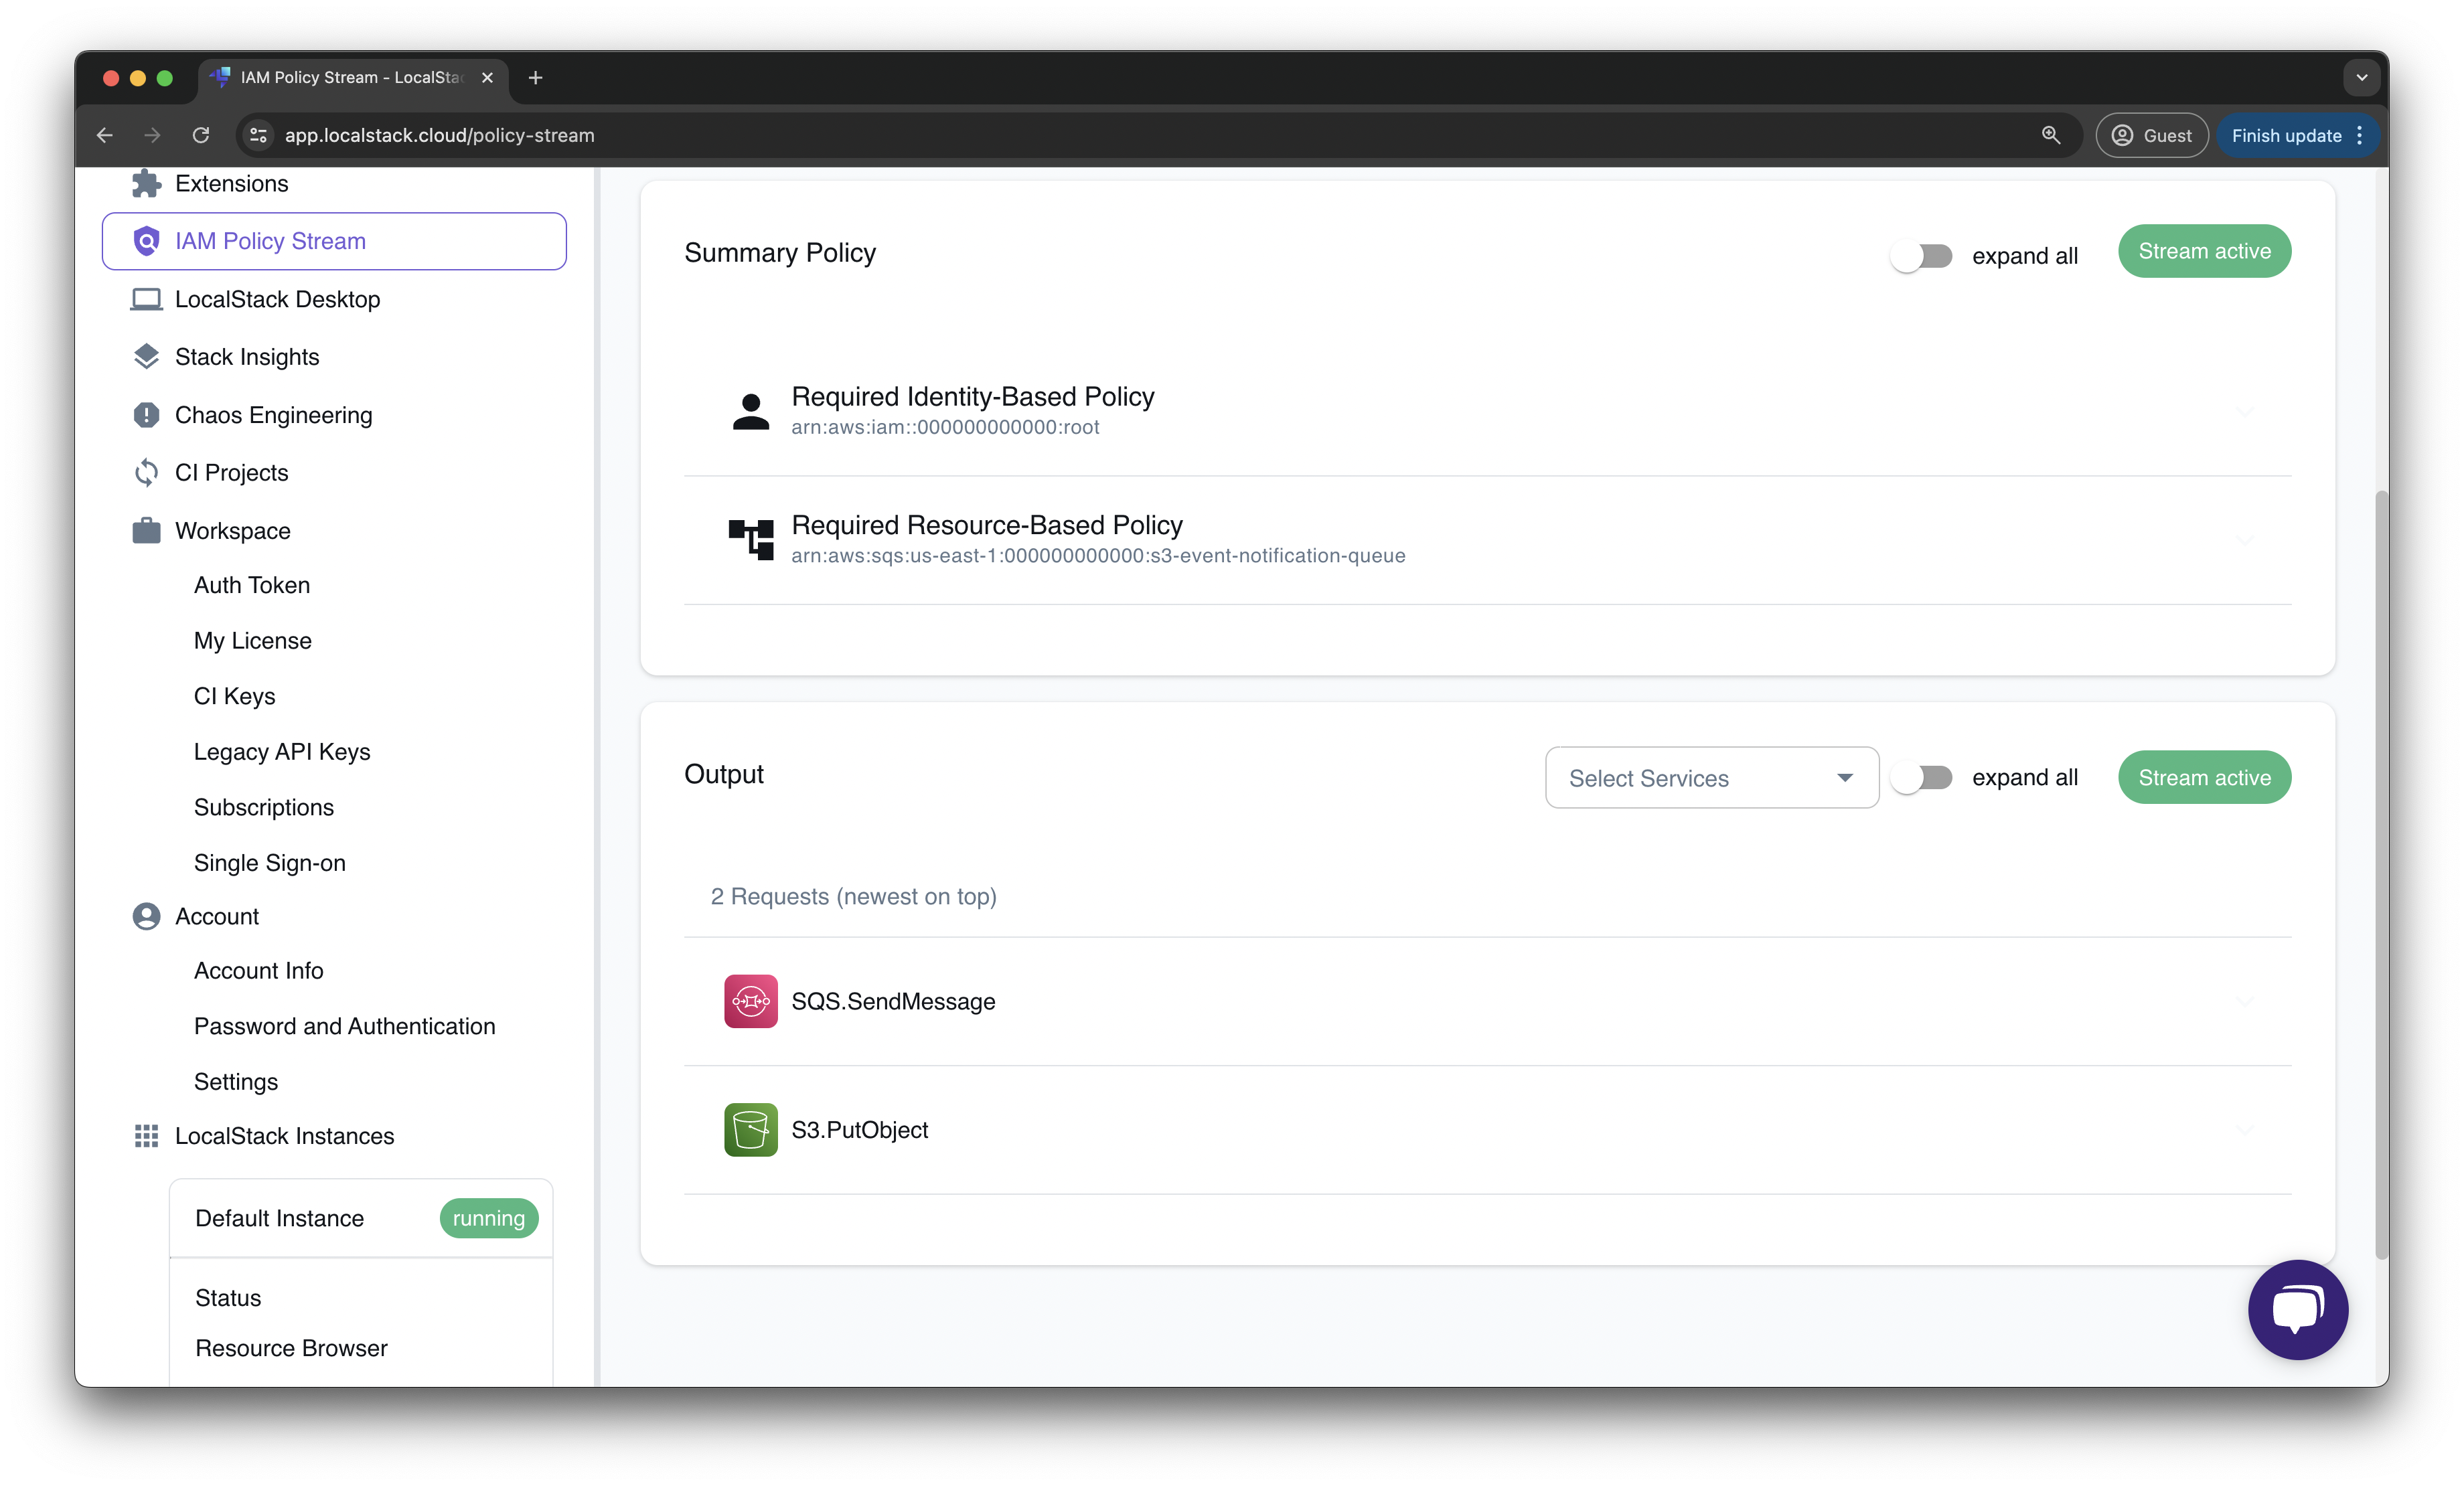 IAM Policy Stream - LocalSta
app.localstack.cloud/policy-stream
Guest
Finish update
Extensions
IAM Policy Stream
LocalStack Desktop
Stack Insights
Chaos Engineering
CI Projects
Workspace
Auth Token
My License
CI Keys
Legacy API Keys
Subscriptions
Single Sign-on
Account
Account Info
Password and Authentication
Settings
LocalStack Instances
Default Instance
running
Status
Resource Browser
Summary Policy
expand all
Stream active
Required Identity-Based Policy
arn:aws:iam::000000000000:root
Required Resource-Based Policy
arn:aws:sqs:us-east-1:000000000000:s3-event-notification-queue
Output
Select Services
expand all
Stream active
2 Requests (newest on top)
SQS.SendMessage
S3.PutObject